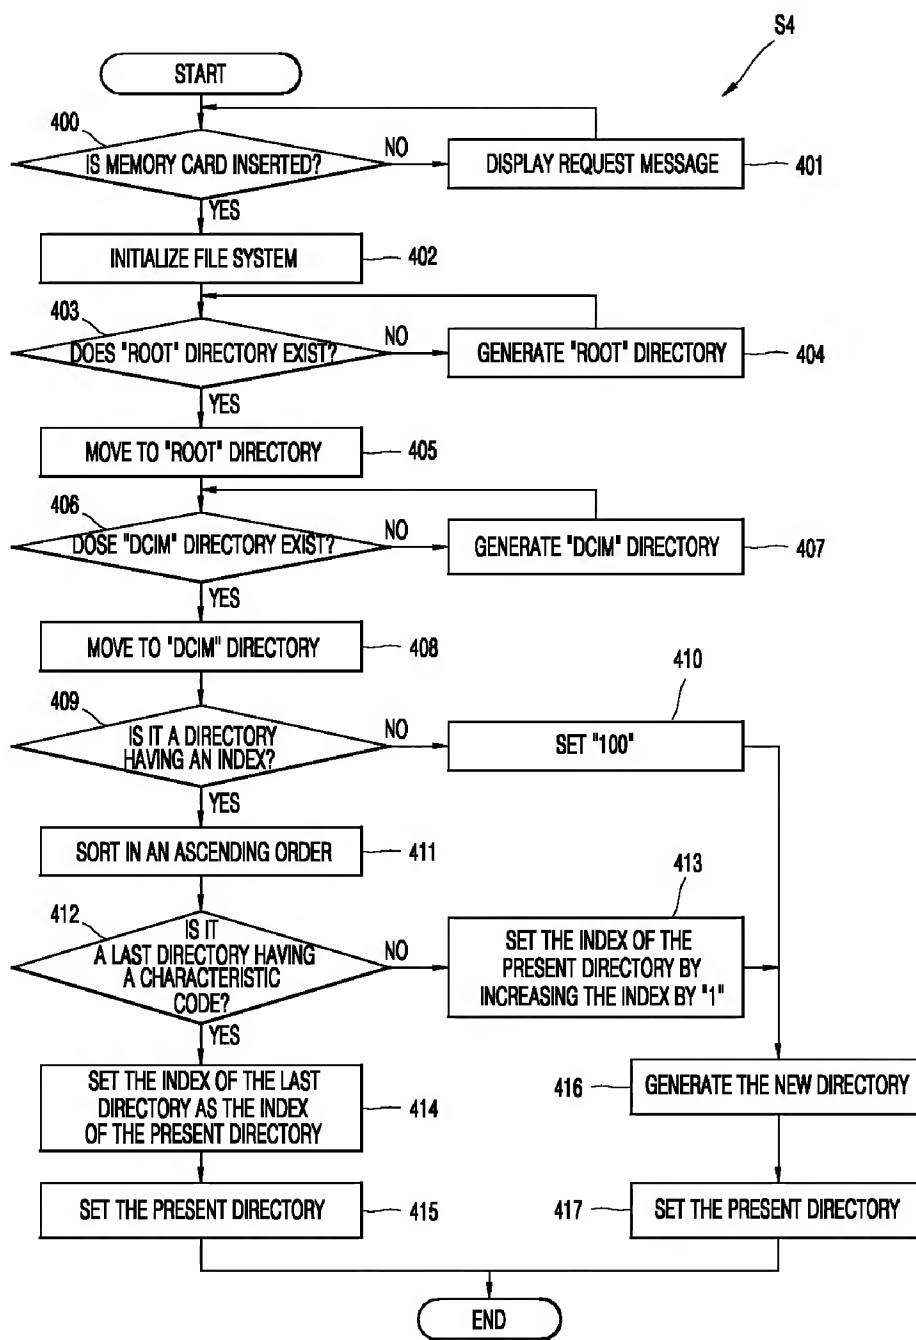 S4
START
400
IS MEMORY CARD INSERTED?
NO
DISPLAY REQUEST MESSAGE
401
YES
INITIALIZE FILE SYSTEM
402
403
DOES "ROOT" DIRECTORY EXIST?
NO
GENERATE "ROOT" DIRECTORY
404
YES
MOVE TO "ROOT" DIRECTORY
405
406
DOSE "DCIM" DIRECTORY EXIST?
NO
GENERATE "DCIM" DIRECTORY
407
YES
MOVE TO "DCIM" DIRECTORY
408
409
IS IT A DIRECTORY
HAVING AN INDEX?
NO
410
SET "100"
YES
SORT IN AN ASCENDING ORDER
411
412
IS IT
A LAST DIRECTORY HAVING
A CHARACTERISTIC
CODE?
NO
413
SET THE INDEX OF THE
PRESENT DIRECTORY BY
INCREASING THE INDEX BY "1"
YES
SET THE INDEX OF THE LAST
DIRECTORY AS THE INDEX
OF THE PRESENT DIRECTORY
414
416
GENERATE THE NEW DIRECTORY
SET THE PRESENT DIRECTORY
415
417
SET THE PRESENT DIRECTORY
END